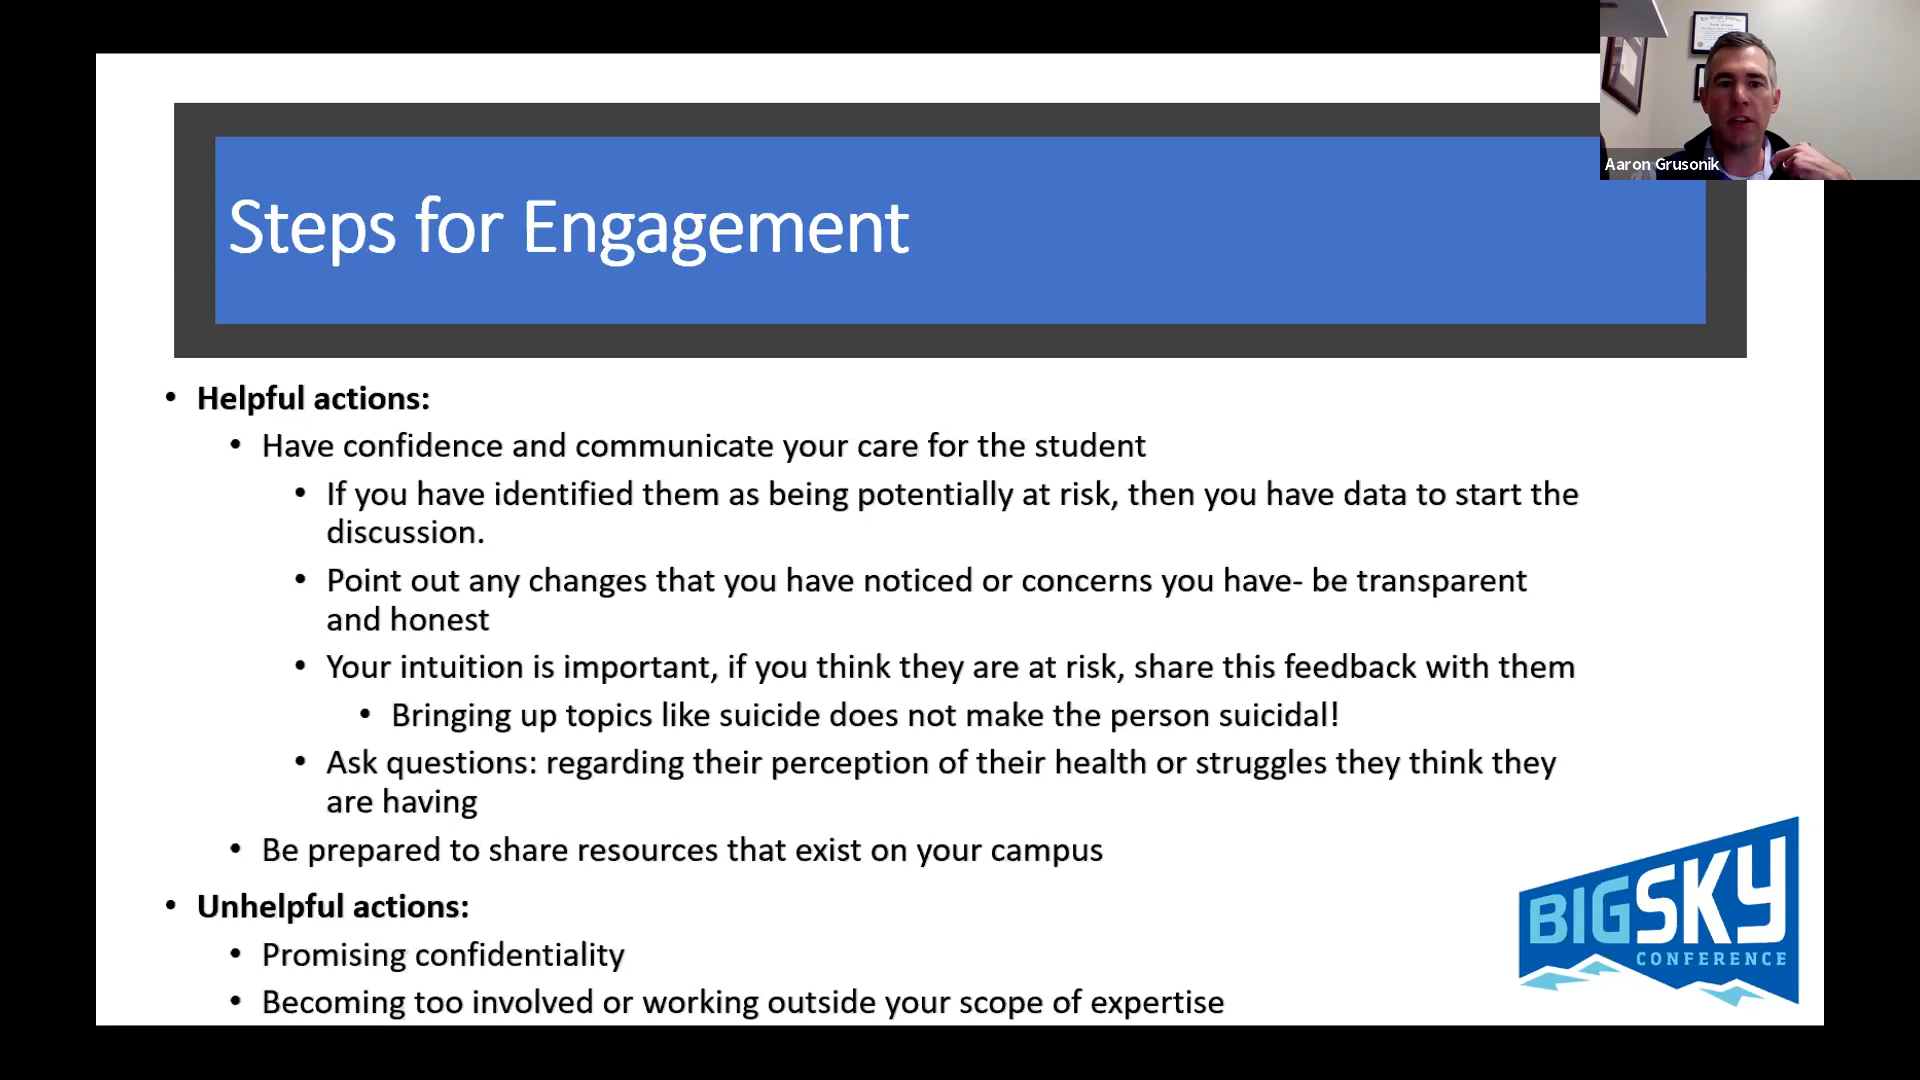 Aaron Grusonik
Steps for Engagement
• Helpful actions:
• Have confidence and communicate your care for the student
• If you have identified them as being potentially at risk, then you have data to start the
discussion.
• Point out any changes that you have noticed or concerns you have- be transparent
and honest
• Your intuition is important, if you think they are at risk, share this feedback with them
• Bringing up topics like suicide does not make the person suicidal!
• Ask questions: regarding their perception of their health or struggles they think they
are having
• Be prepared to share resources that exist on your campus
• Unhelpful actions:
• Promising confidentiality
• Becoming too involved or working outside your scope of expertise
BIGSKY
CONFERENCE